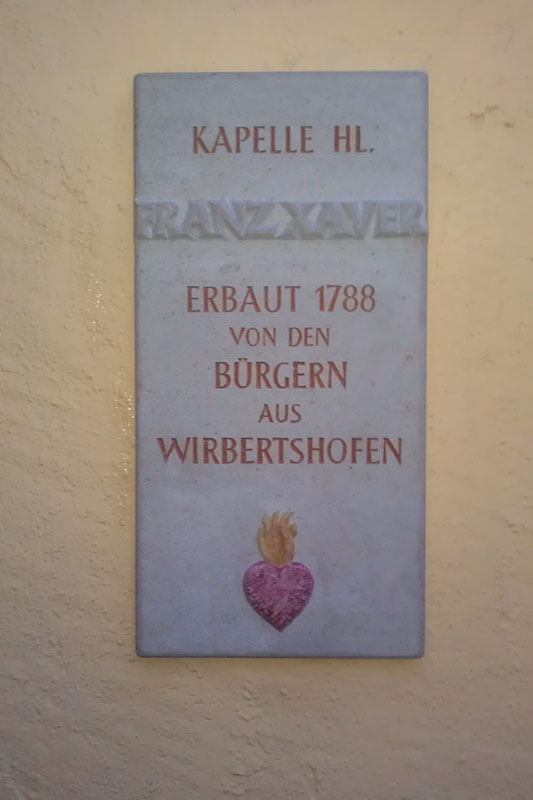 KAPELLE HL.
FRANZ XAVER
ERBAUT 1788
VON DEN
BÜRGERN
AUS
WIRBERTSHOFEN